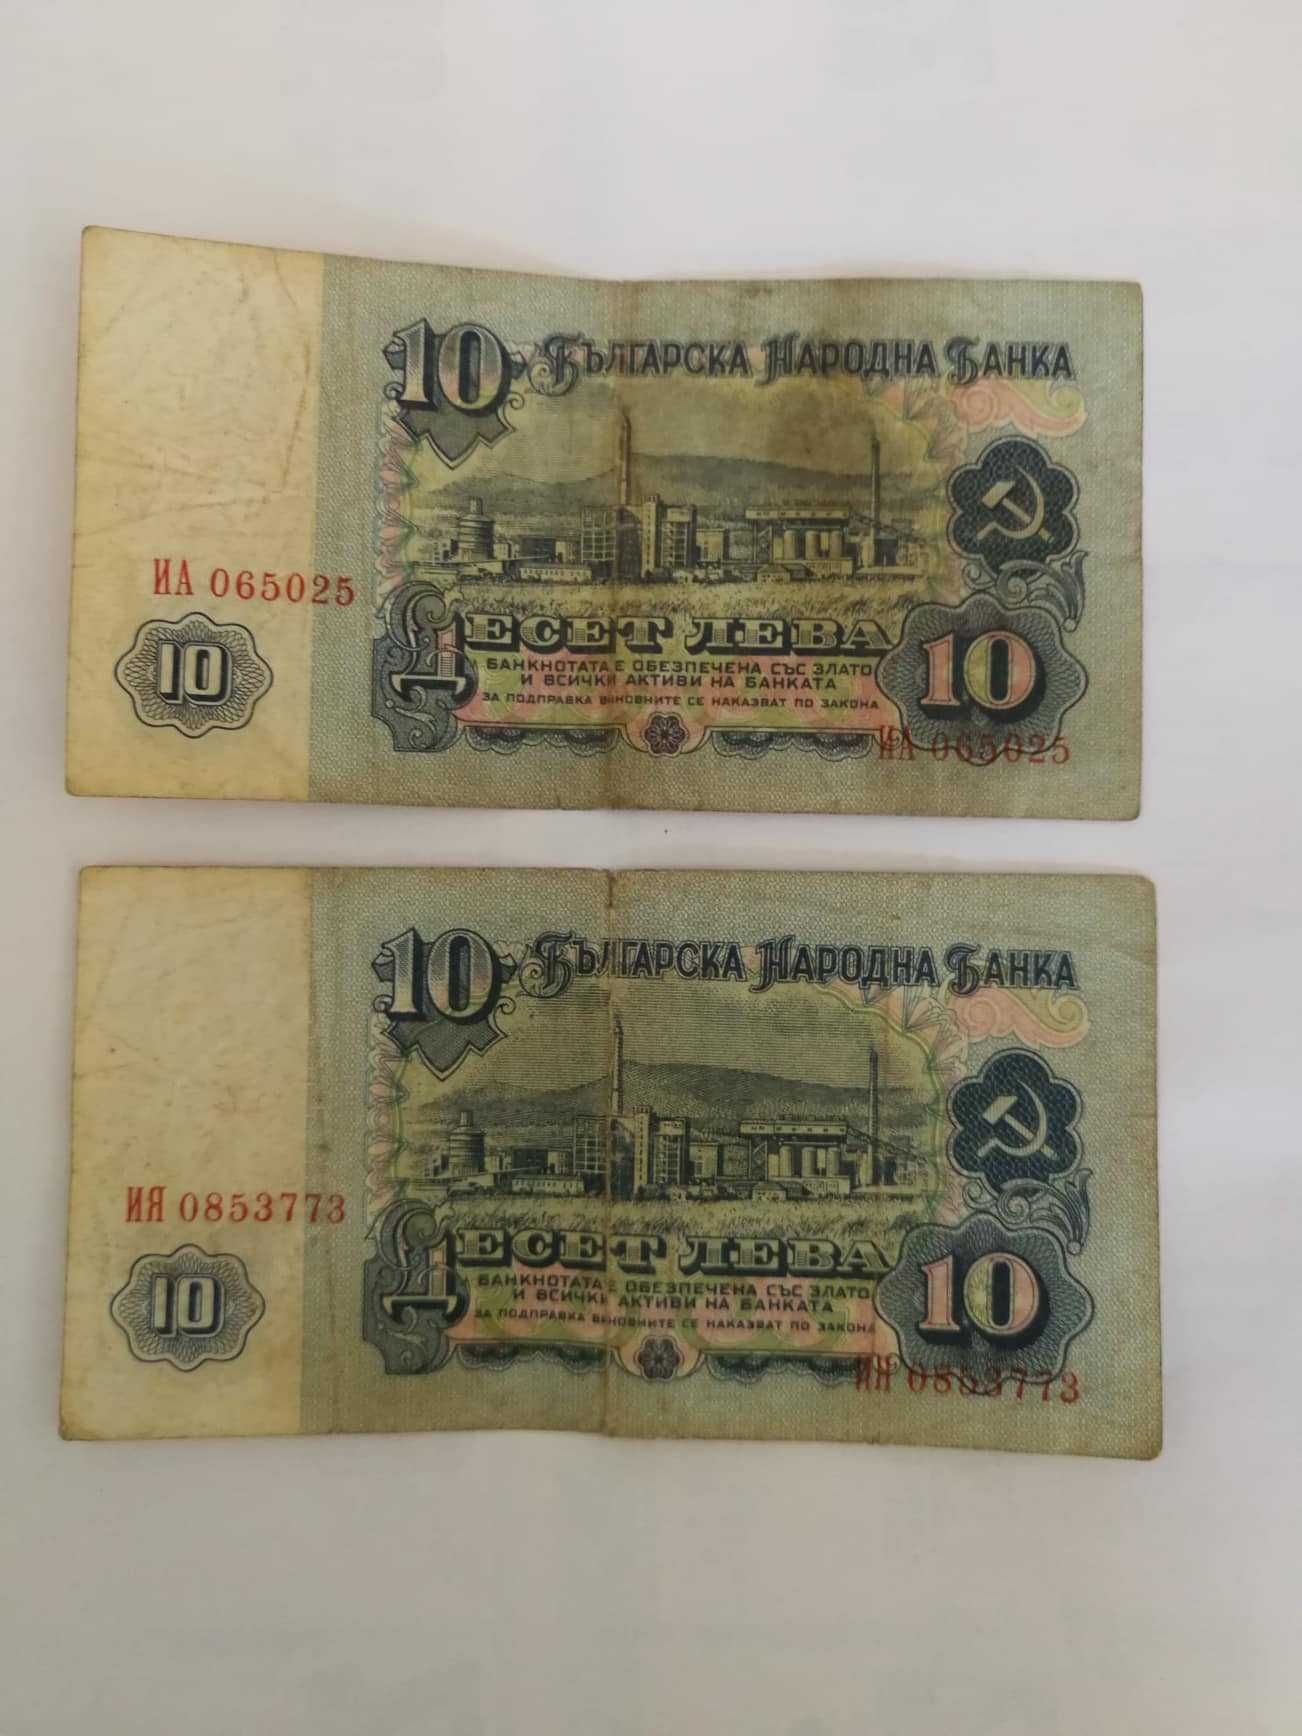 10 БЪЛГАРСКА НАРОДНА БАНКА
ИА 065025
10
ДЕСЕТ ЛЕВА
БАНКНОТАТА Е ОБЕЗПЕЧЕНА СЪС ЗЛАТО
И ВСИЧКИ АКТИВИ НА БАНКАТА
ЗА ПОДПРАВКА ВИНОВНИТЕ СЕ НАКАЗВАТ ПО ЗАКОНА
10
ИА 065025
10 БЪЛГАРСКА НАРОДНА БАНКА
ИЯ 0853773
10
ДЕСЕТ ЛЕВА
БАНКНОТАТА Е ОБЕЗПЕЧЕНА СЪС ЗЛАТО
И ВСИЧКИ АКТИВИ НА БАНКАТА
ЗА ПОДПРАВКА ВИНОВНИТЕ СЕ НАКАЗВАТ ПО ЗАКОНА
10
ИЯ 0853773